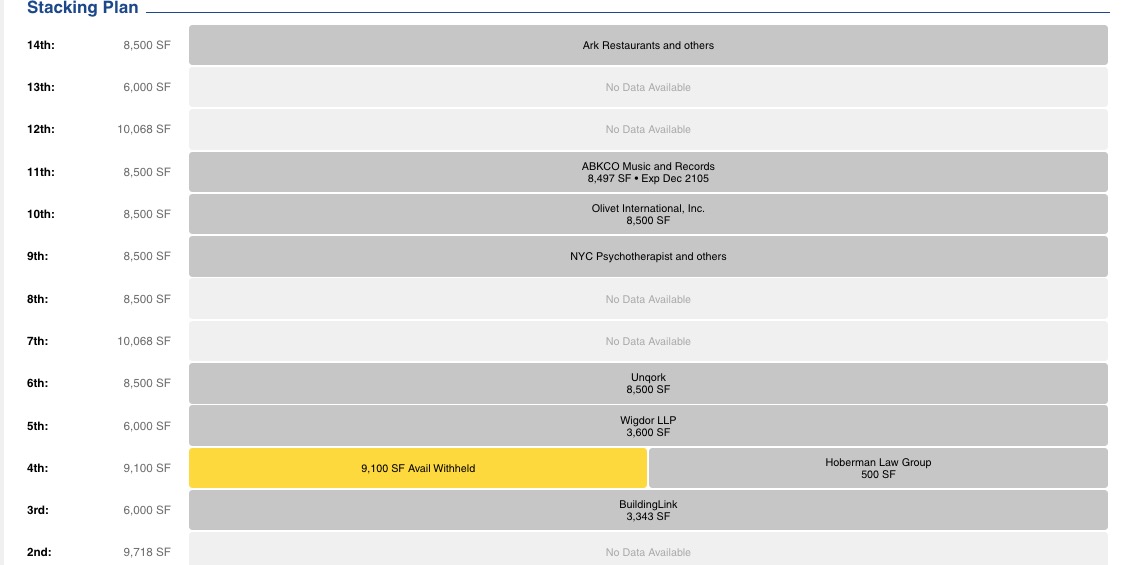 Stacking Plan
14th: 8,500 SF Ark Restaurants and others
13th: 6,000 SF No Data Available
12th: 10,068 SF No Data Available
11th: 8,500 SF ABKCO Music and Records
8,497 SF • Exp Dec 2105
10th: 8,500 SF Olivet International, Inc.
8,500 SF
9th: 8,500 SF NYC Psychotherapist and others
8th: 8,500 SF No Data Available
7th: 10,068 SF No Data Available
6th: 8,500 SF Unqork
8,500 SF
5th: 6,000 SF Wigdor LLP
3,600 SF
4th: 9,100 SF 9,100 SF Avail Withheld Hoberman Law Group
500 SF
3rd: 6,000 SF BuildingLink
3,343 SF
2nd: 9,718 SF No Data Available